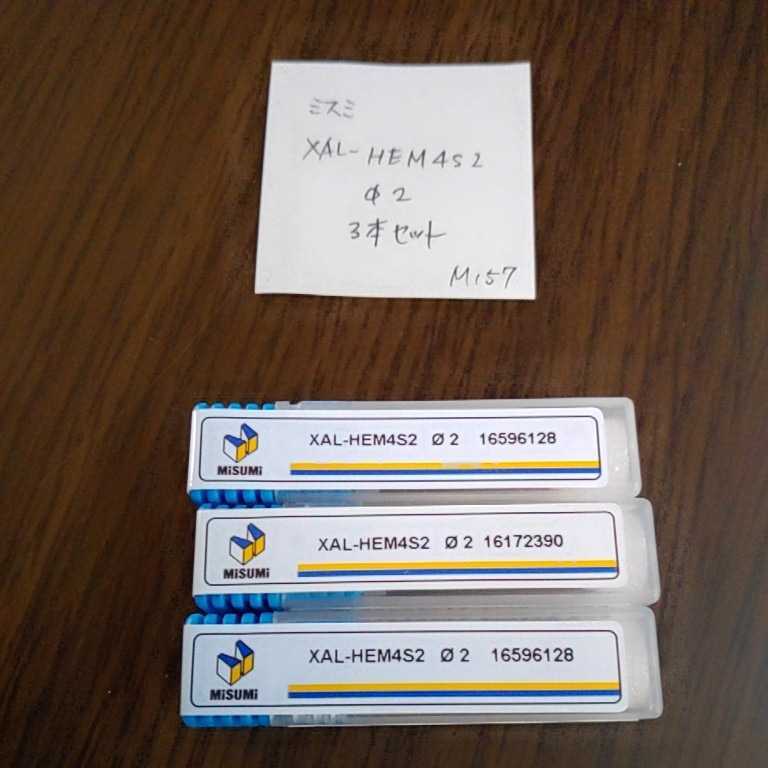 ミスミ
XAL-HEM4S2
φ2
3本セット
Mi57
XAL-HEM4S2 Ø 2 16596128
MiSUMi
XAL-HEM4S2 Ø 2 16172390
MiSUMi
XAL-HEM4S2 Ø 2 16596128
MiSUMi